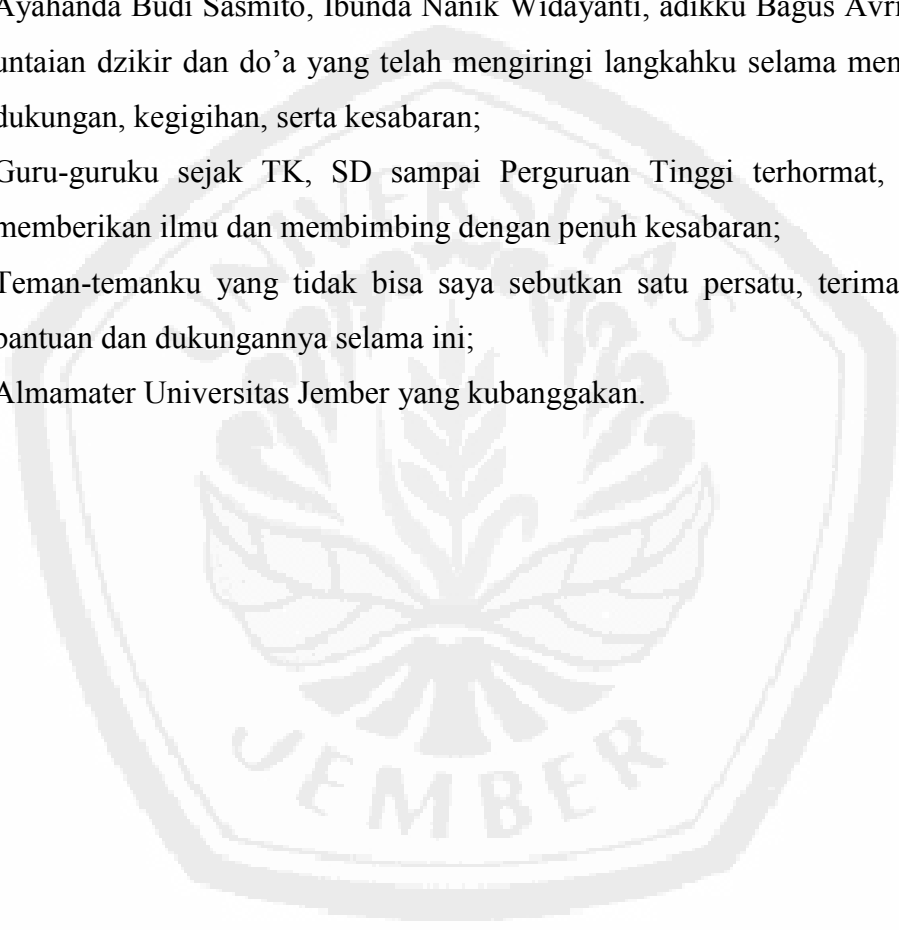 Ayahanda Budi Sasmito, Ibunda Nanik Widayanti, adikku Bagus
untaian dzikir dan do’a yang telah mengiringi langkahku selama
dukungan, kegigihan, serta kesabaran;
Guru-guruku sejak TK, SD sampai Perguruan Tinggi terhormat,
memberikan ilmu dan membimbing dengan penuh kesabaran;
Teman-temanku yang tidak bisa saya sebutkan satu persatu,
bantuan dan dukungannya selama ini;
Almamater Universitas Jember yang kubanggakan.
UNIVERSITAS
JEMBER